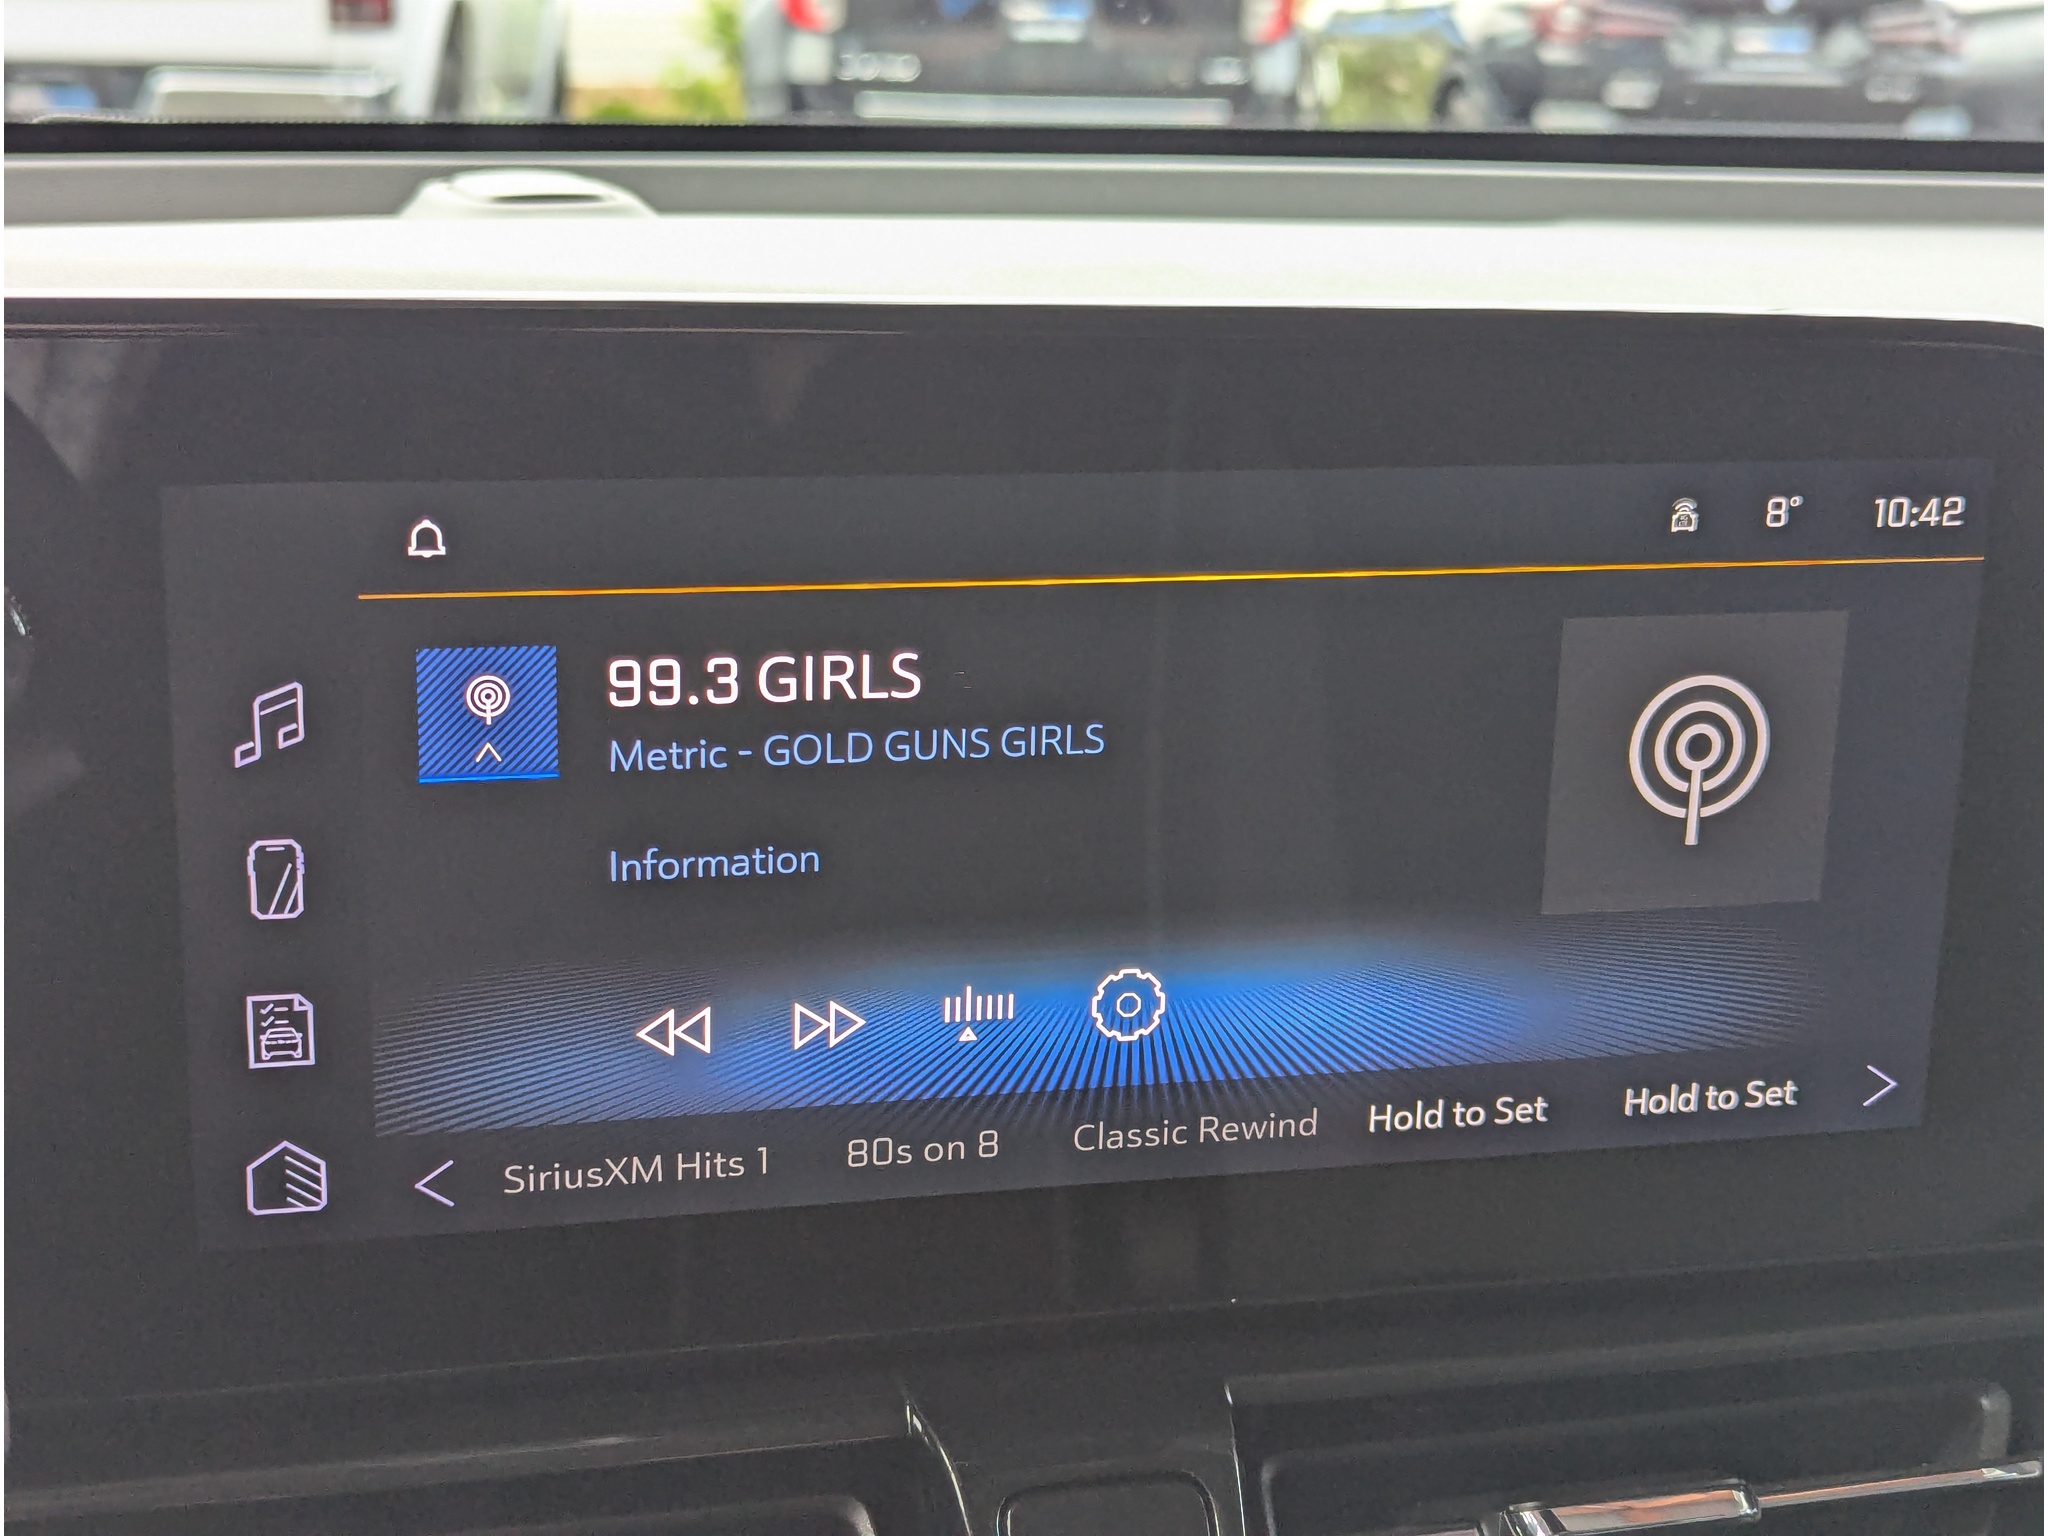 8° 10:42
99.3 GIRLS
Metric - GOLD GUNS GIRLS
Information
SiriusXM Hits 1 80s on 8 Classic Rewind Hold to Set Hold to Set